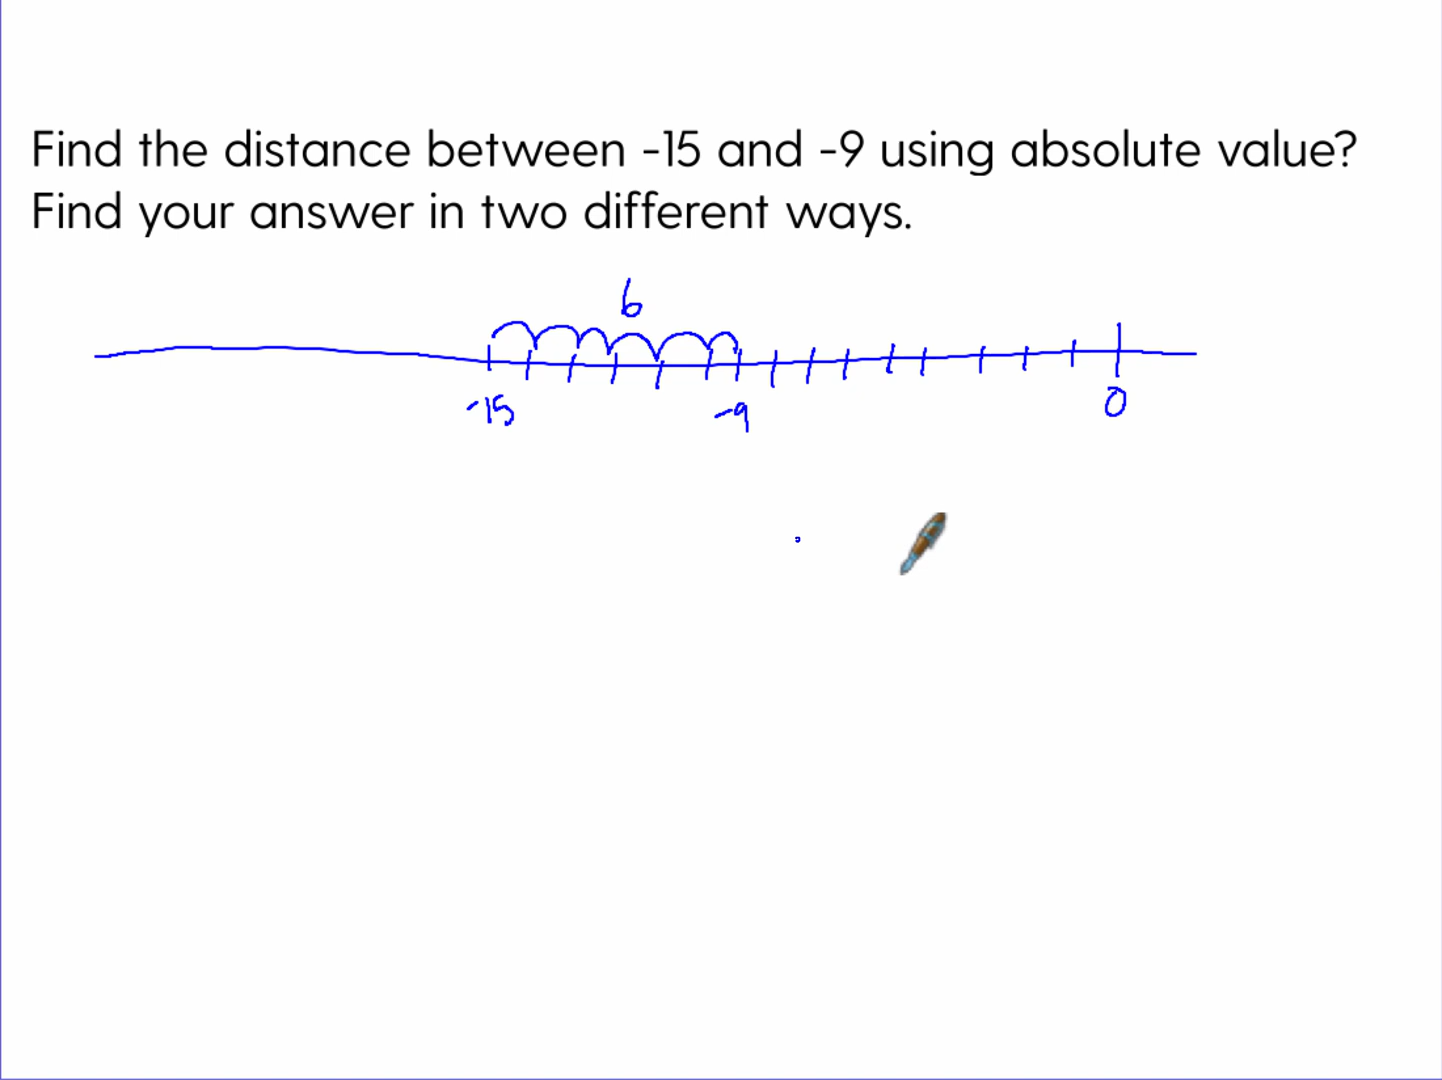 Find the distance between -15 and -9 using absolute value?
Find your answer in two different ways.
6
-15 -9 0